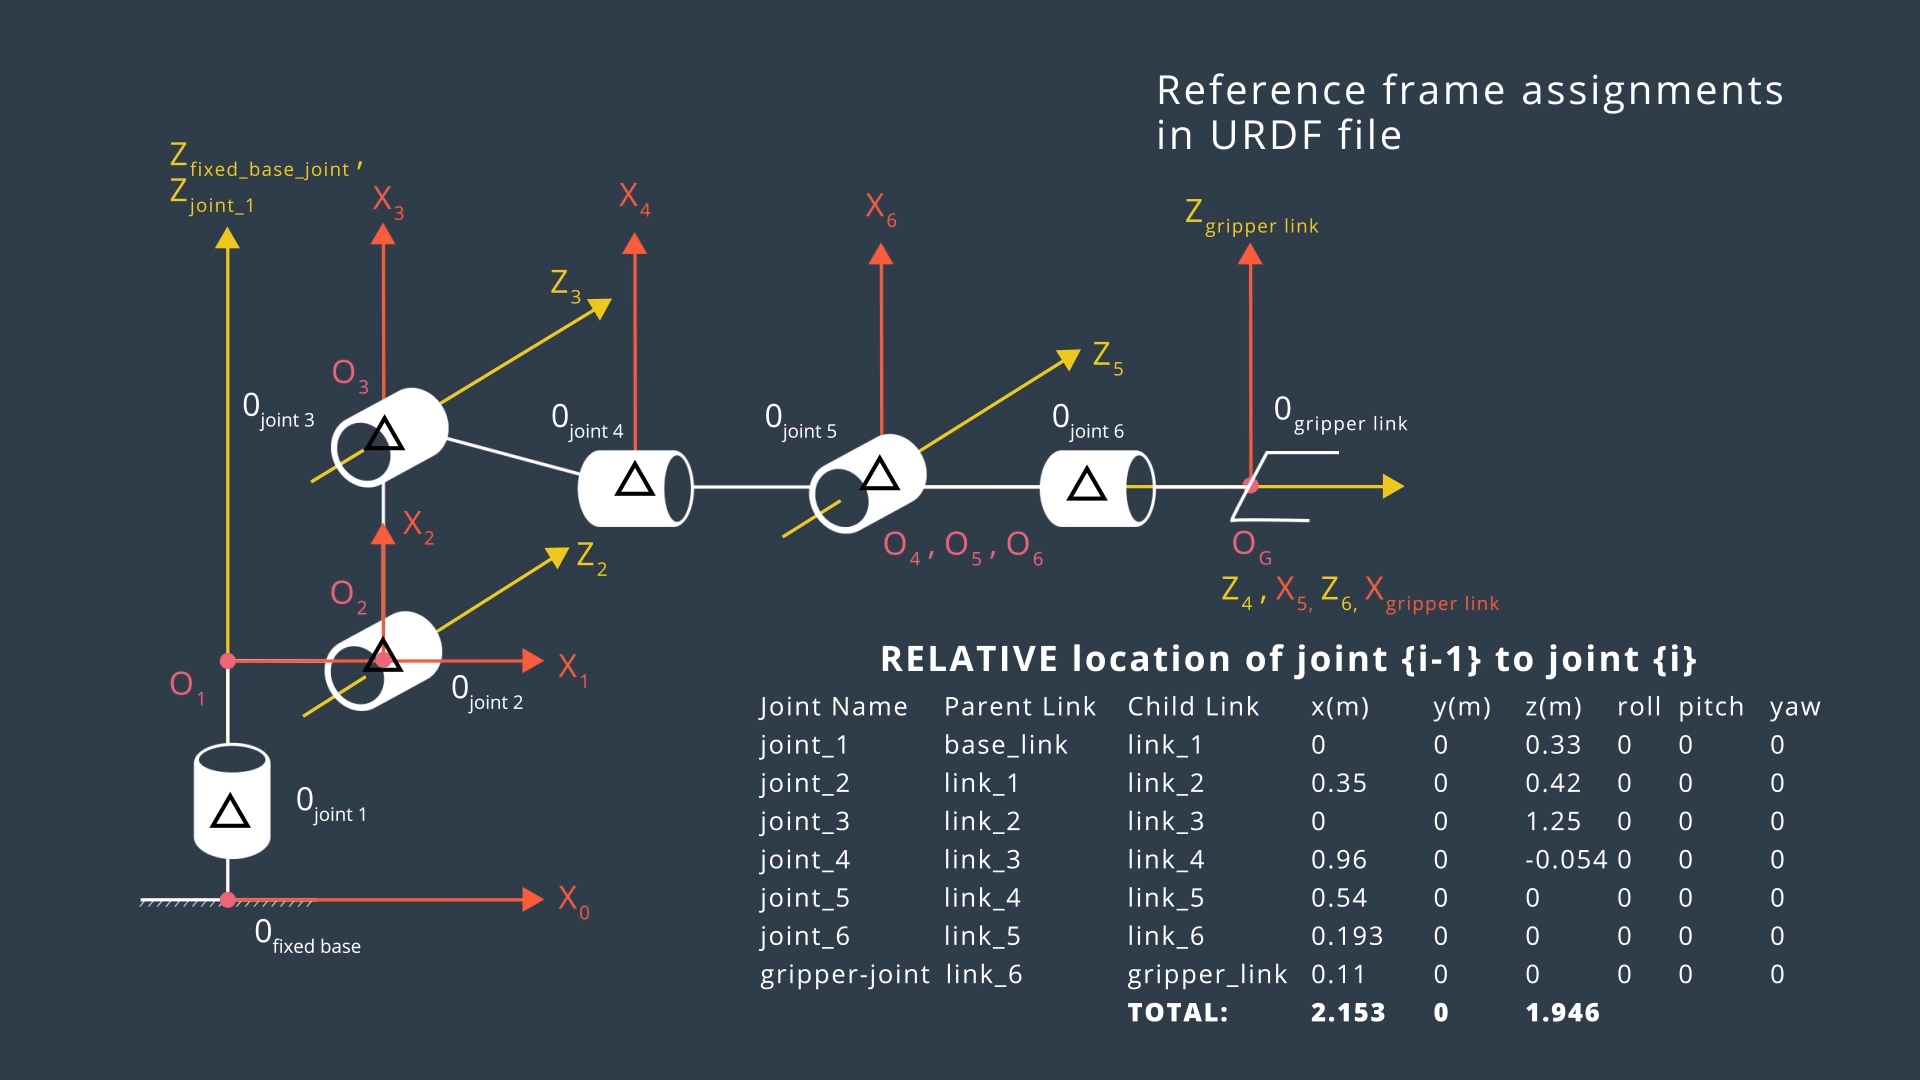 Reference frame assignments
in URDF file
Z fixed_base_joint ,
Z joint_1
X 3
X 4
X 6
Z gripper link
Z 3
Z 5
O 3
0 joint 3
0 joint 4
0 joint 5
0 joint 6
0 gripper link
X 2
Z 2
O 4 , O 5 , O 6
O G
O 2
Z 4 , X 5, Z 6, X gripper link
O 1
X 1
0 joint 2
0 joint 1
X 0
0 fixed base
RELATIVE location of joint {i-1} to joint {i}
Joint Name Parent Link Child Link x(m) y(m) z(m) roll pitch yaw
joint_1 base_link link_1 0 0 0.33 0 0 0
joint_2 link_1 link_2 0.35 0 0.42 0 0 0
joint_3 link_2 link_3 0 0 1.25 0 0 0
joint_4 link_3 link_4 0.96 0 -0.054 0 0 0
joint_5 link_4 link_5 0.54 0 0 0 0 0
joint_6 link_5 link_6 0.193 0 0 0 0 0
gripper-joint link_6 gripper_link 0.11 0 0 0 0 0
TOTAL: 2.153 0 1.946